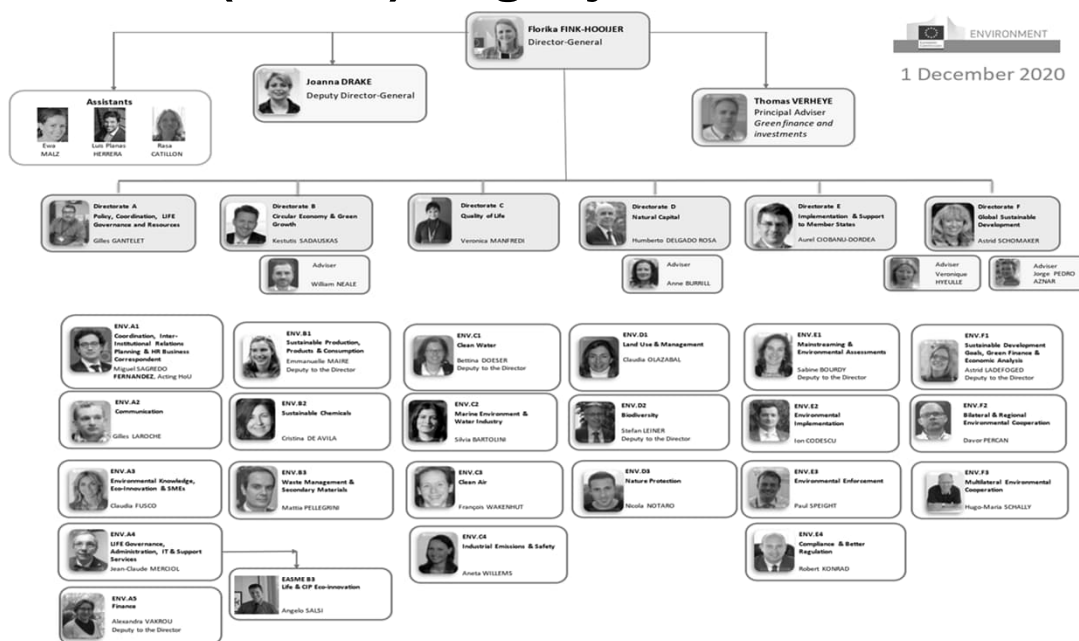 Florika FINK-HOOIJER
Director-General
ENVIRONMENT
1 December 2020
Joanna DRAKE
Deputy Director-General
Assistants
Ewa
MALZ
Luis Planas
HERRERA
Rasa
CATILLON
Thomas VERHEYE
Principal Adviser
Green finance and
investments
Directorate A
Policy, Coordination, LIFE
Governance and Resourses
Gilles GANTELET
Directorate B
Circular Economy & Green
Growth
Kestutis SADAUSKAS
Directorate C
Quality of Life
Veronica MANFREDI
Directorate D
Natural Capital
Humberto DELGADO ROSA
Directorate E
Implementation & Support
to Member States
Aurel CIOBANU-DORDEA
Directorate F
Global Sustainable
Development
Astrid SCHOMAKER
Adviser
William NEALE
Adviser
Anne BURRILL
Adviser
Veronique
HYEULLE
Adviser
Jorge PEDRO
AZNAR
ENV.A1
Coordination, Inter-
Institutional Relations
Planning & HR Business
Correspondent
Miguel SAGREDO
FERNANDEZ, Acting HoU
ENV.B1
Sustainable Production,
Products & Consumption
Emmanuelle MAIRE
Deputy to the Director
ENV.C1
Clean Water
Bettina DOESER
Deputy to the Director
ENV.D1
Land Use & Management
Claudia OLAZABAL
ENV.E1
Mainstreaming &
Environmental Assessments
Sabine BOURDY
Deputy to the Director
ENV.F1
Sustainable Development
Goals, Green Finance &
Economic Analysis
Astrid LADEFOGED
Deputy to the Director
ENV.A2
Communication
Gilles LAROCHE
ENV.B2
Sustainable Chemicals
Cristina DE AVILA
ENV.C2
Marine Environment &
Water Industry
Silvia BARTOLINI
ENV.D2
Biodiversity
Stefan LEINER
Deputy to the Director
ENV.E2
Environmental
Implementation
Ion CODESCU
ENV.F2
Bilateral & Regional
Environmental Cooperation
Davor PERCAN
ENV.A3
Environmental Knowledge,
Eco-Innovation & SMEs
Claudia FUSCO
ENV.B3
Waste Management &
Secondary Materials
Mattia PELLEGRINI
ENV.C3
Clean Air
François WAKENHUT
ENV.D3
Nature Protection
Nicola NOTARO
ENV.E3
Environmental Enforcement
Paul SPEIGHT
ENV.F3
Multilateral Environmental
Cooperation
Hugo-Maria SCHALLY
ENV.A4
LIFE Governance,
Administration, IT & Support
Services
Jean-Claude MERCIOL
ENV.C4
Industrial Emissions & Safety
Aneta WILLEMS
ENV.E4
Compliance & Better
Regulation
Robert KONRAD
EASME B3
Life & CIP Eco-innovation
Angelo SALSI
ENV.A5
Finance
Alexandra VAKROU
Deputy to the Director